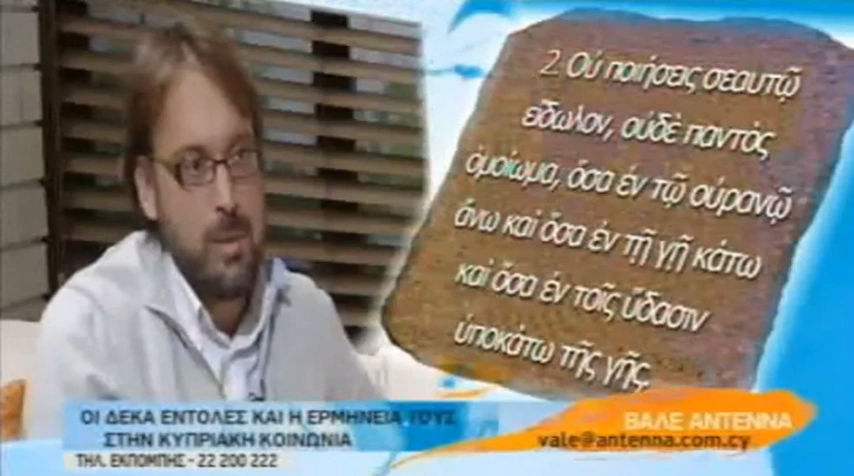 2. Οὐ ποιήσεις σεαυτῷ
εἴδωλον, οὐδὲ παντὸς
ὁμοίωμα, ὅσα ἐν τῷ οὐρανῷ
ἄνω καὶ ὅσα ἐν τῇ γῇ κάτω
καὶ ὅσα ἐν τοῖς ὕδασιν
ὑποκάτω τῆς γῆς.
ΟΙ ΔΕΚΑ ΕΝΤΟΛΕΣ ΚΑΙ Η ΕΡΜΗΝΕΙΑ ΤΟΥΣ
ΣΤΗΝ ΚΥΠΡΙΑΚΗ ΚΟΙΝΩΝΙΑ
ΤΗΛ. ΕΚΠΟΜΠΗΣ - 22 200 222
ΒΑΛΕ ΑΝΤΕΝΝΑ
vale@antenna.com.cy